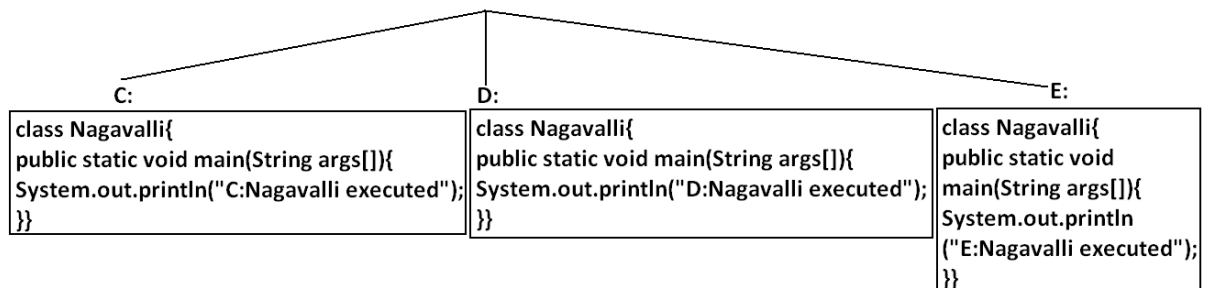 C:
class Nagavalli{
public static void main(String args[]){
System.out.println("C:Nagavalli executed");
}}
D:
class Nagavalli{
public static void main(String args[]){
System.out.println("D:Nagavalli executed");
}}
E:
class Nagavalli{
public static void
main(String args[]){
System.out.println
("E:Nagavalli executed");
}}